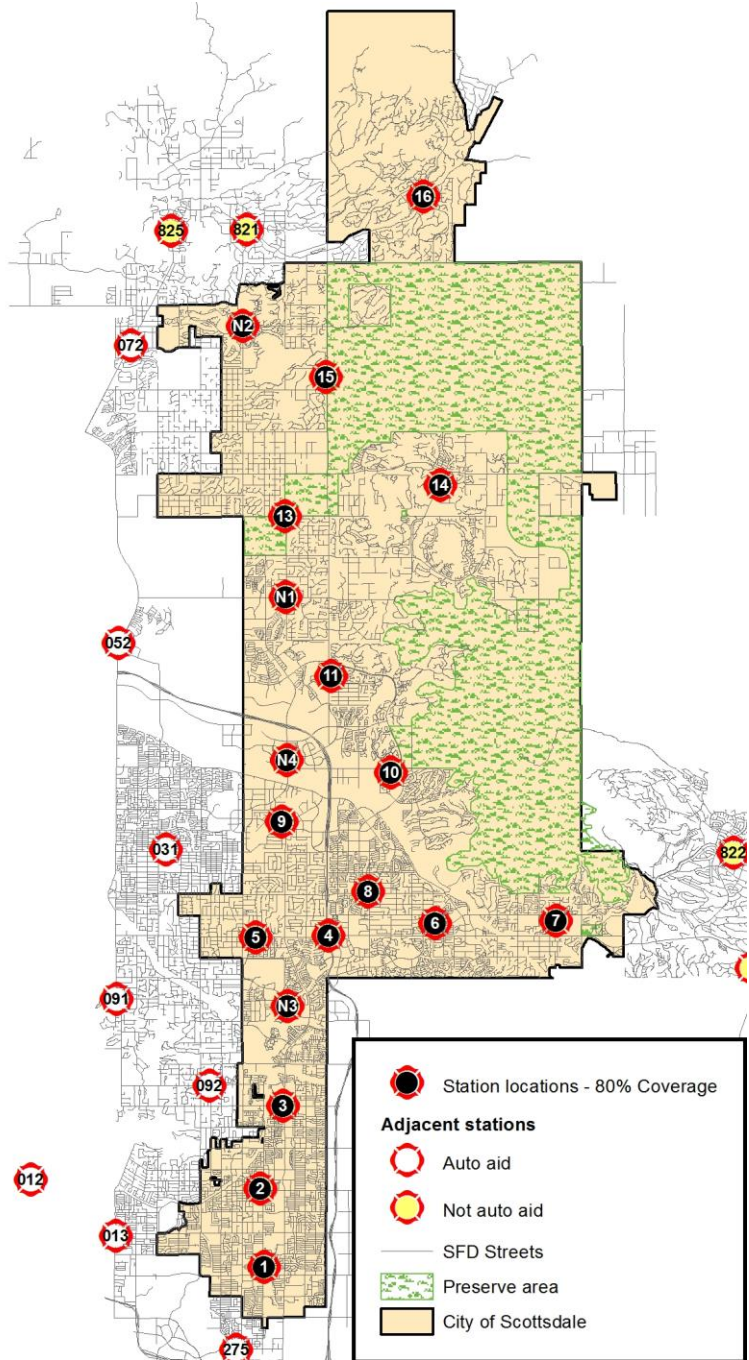 16
825
821
N2
072
15
14
13
N1
052
11
N4
10
9
031
822
8
7
6
4
5
091
N3
092
3
012
2
013
1
275
Station locations - 80% Coverage
Adjacent stations
Auto aid
Not auto aid
SFD Streets
Preserve area
City of Scottsdale